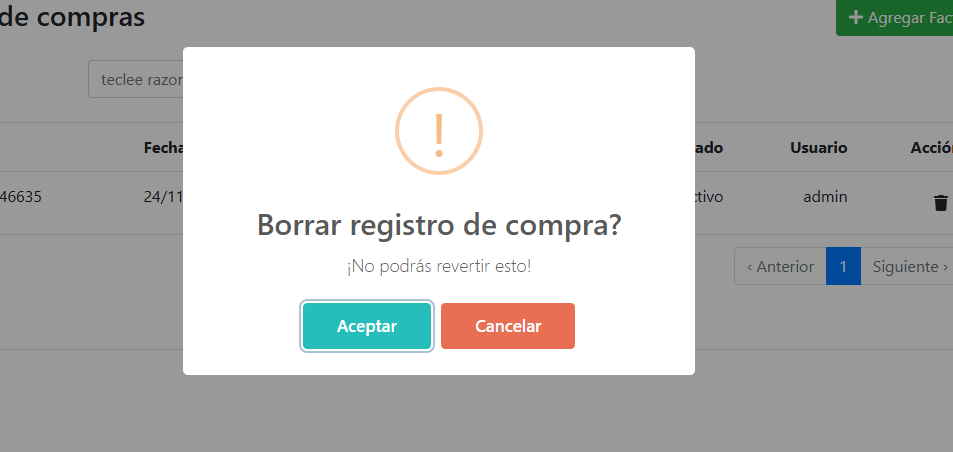 de compras
Agregar Fac
teclee razor
Fecha
ado
Usuario
Acción
46635
24/11
ctivo
admin
!
Borrar registro de compra?
¡No podrás revertir esto!
Aceptar
Cancelar
‹ Anterior
1
Siguiente ›